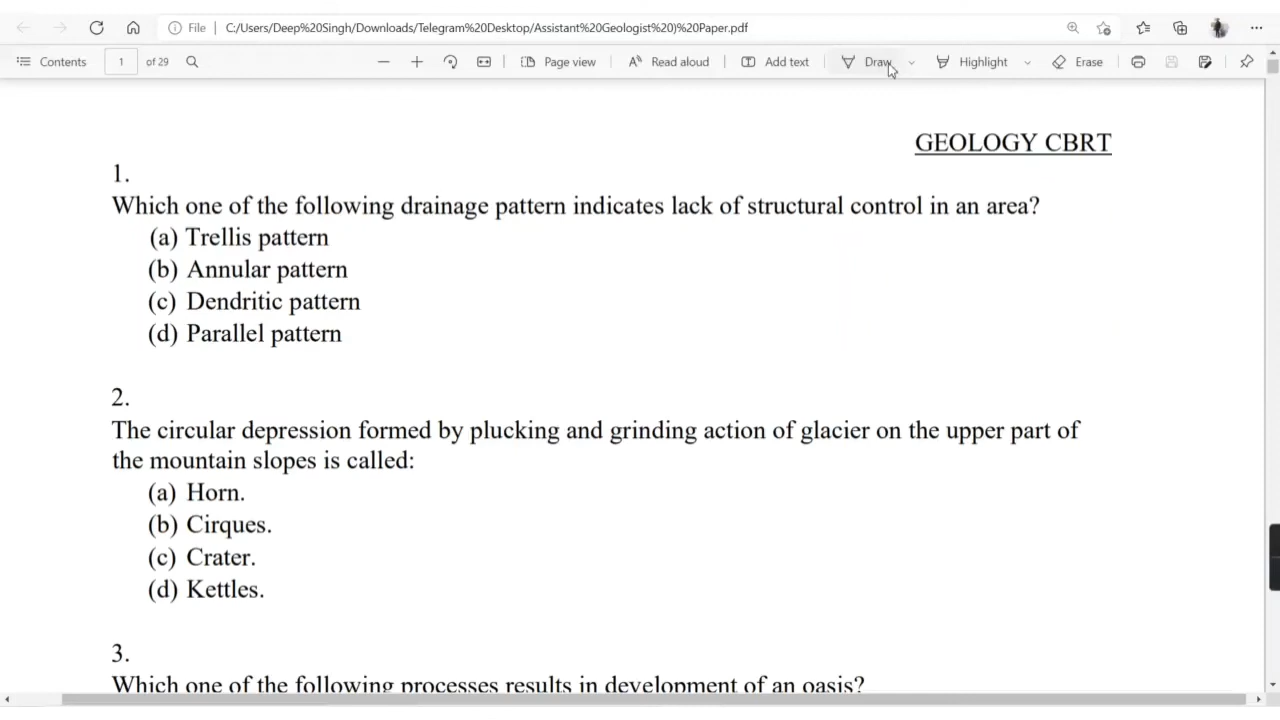 File C:/Users/Deep%20Singh/Downloads/Telegram%20Desktop/Assistant%20Geologist%20)%20Paper.pdf
Contents 1 of 29 Page view Read aloud Add text Draw Highlight Erase
GEOLOGY CBRT
1.
Which one of the following drainage pattern indicates lack of structural control in an area?
(a) Trellis pattern
(b) Annular pattern
(c) Dendritic pattern
(d) Parallel pattern
2.
The circular depression formed by plucking and grinding action of glacier on the upper part of
the mountain slopes is called:
(a) Horn.
(b) Cirques.
(c) Crater.
(d) Kettles.
3.
Which one of the following processes results in development of an oasis?